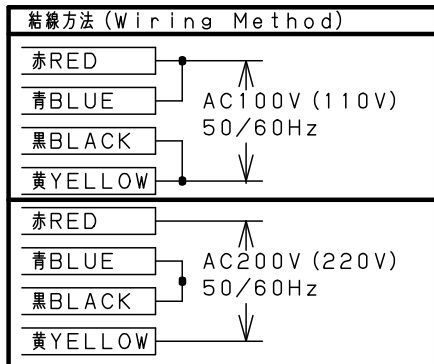 結線方法(Wiring Method)
赤RED
青BLUE
黒BLACK
黄YELLOW
AC100V(110V)
50/60Hz
赤RED
青BLUE
黒BLACK
黄YELLOW
AC200V(220V)
50/60Hz